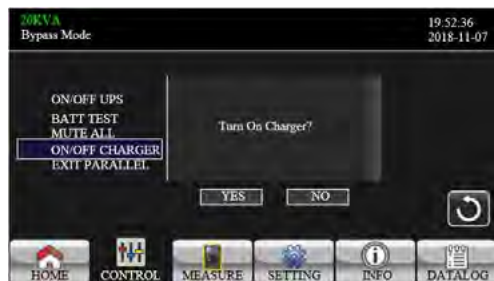 20KVA
Bypass Mode
19:52:36
2018-11-07
ON/OFF UPS
BATT TEST
MUTE ALL
ON/OFF CHARGER
EXIT PARALLEL
Turn On Charger?
YES
NO
HOME
CONTROL
MEASURE
SETTING
INFO
DATALOG